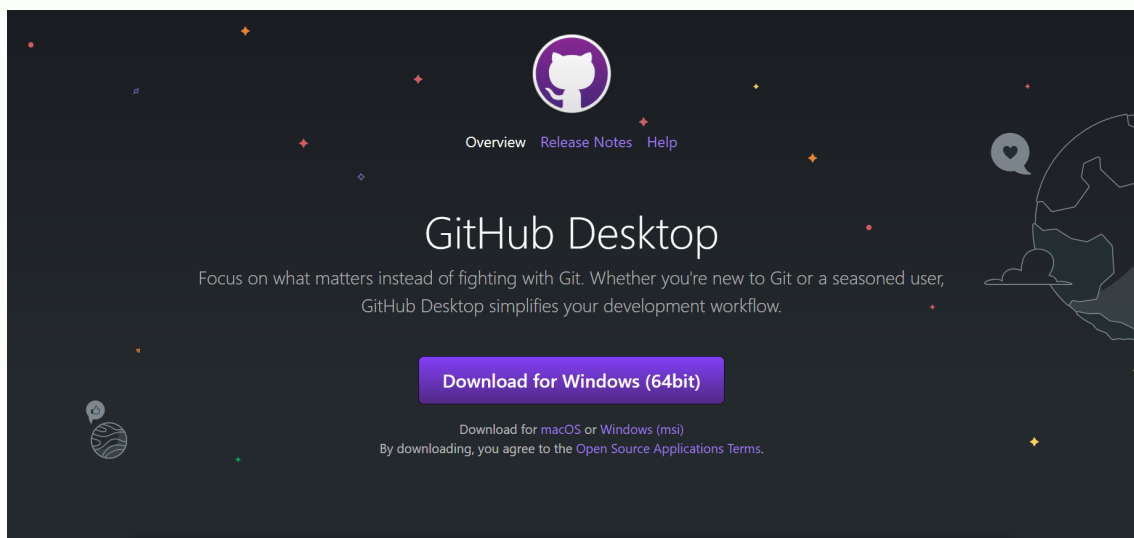 Overview Release Notes Help
GitHub Desktop
Focus on what matters instead of fighting with Git. Whether you're new to Git or a seasoned user,
GitHub Desktop simplifies your development workflow.
Download for Windows (64bit)
Download for macOS or Windows (msi)
By downloading, you agree to the Open Source Applications Terms.